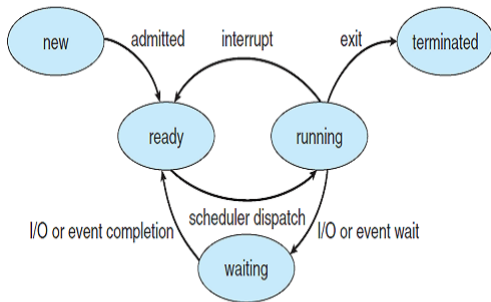 new
admitted
interrupt
exit
terminated
ready
running
scheduler dispatch
I/O or event completion
I/O or event wait
waiting